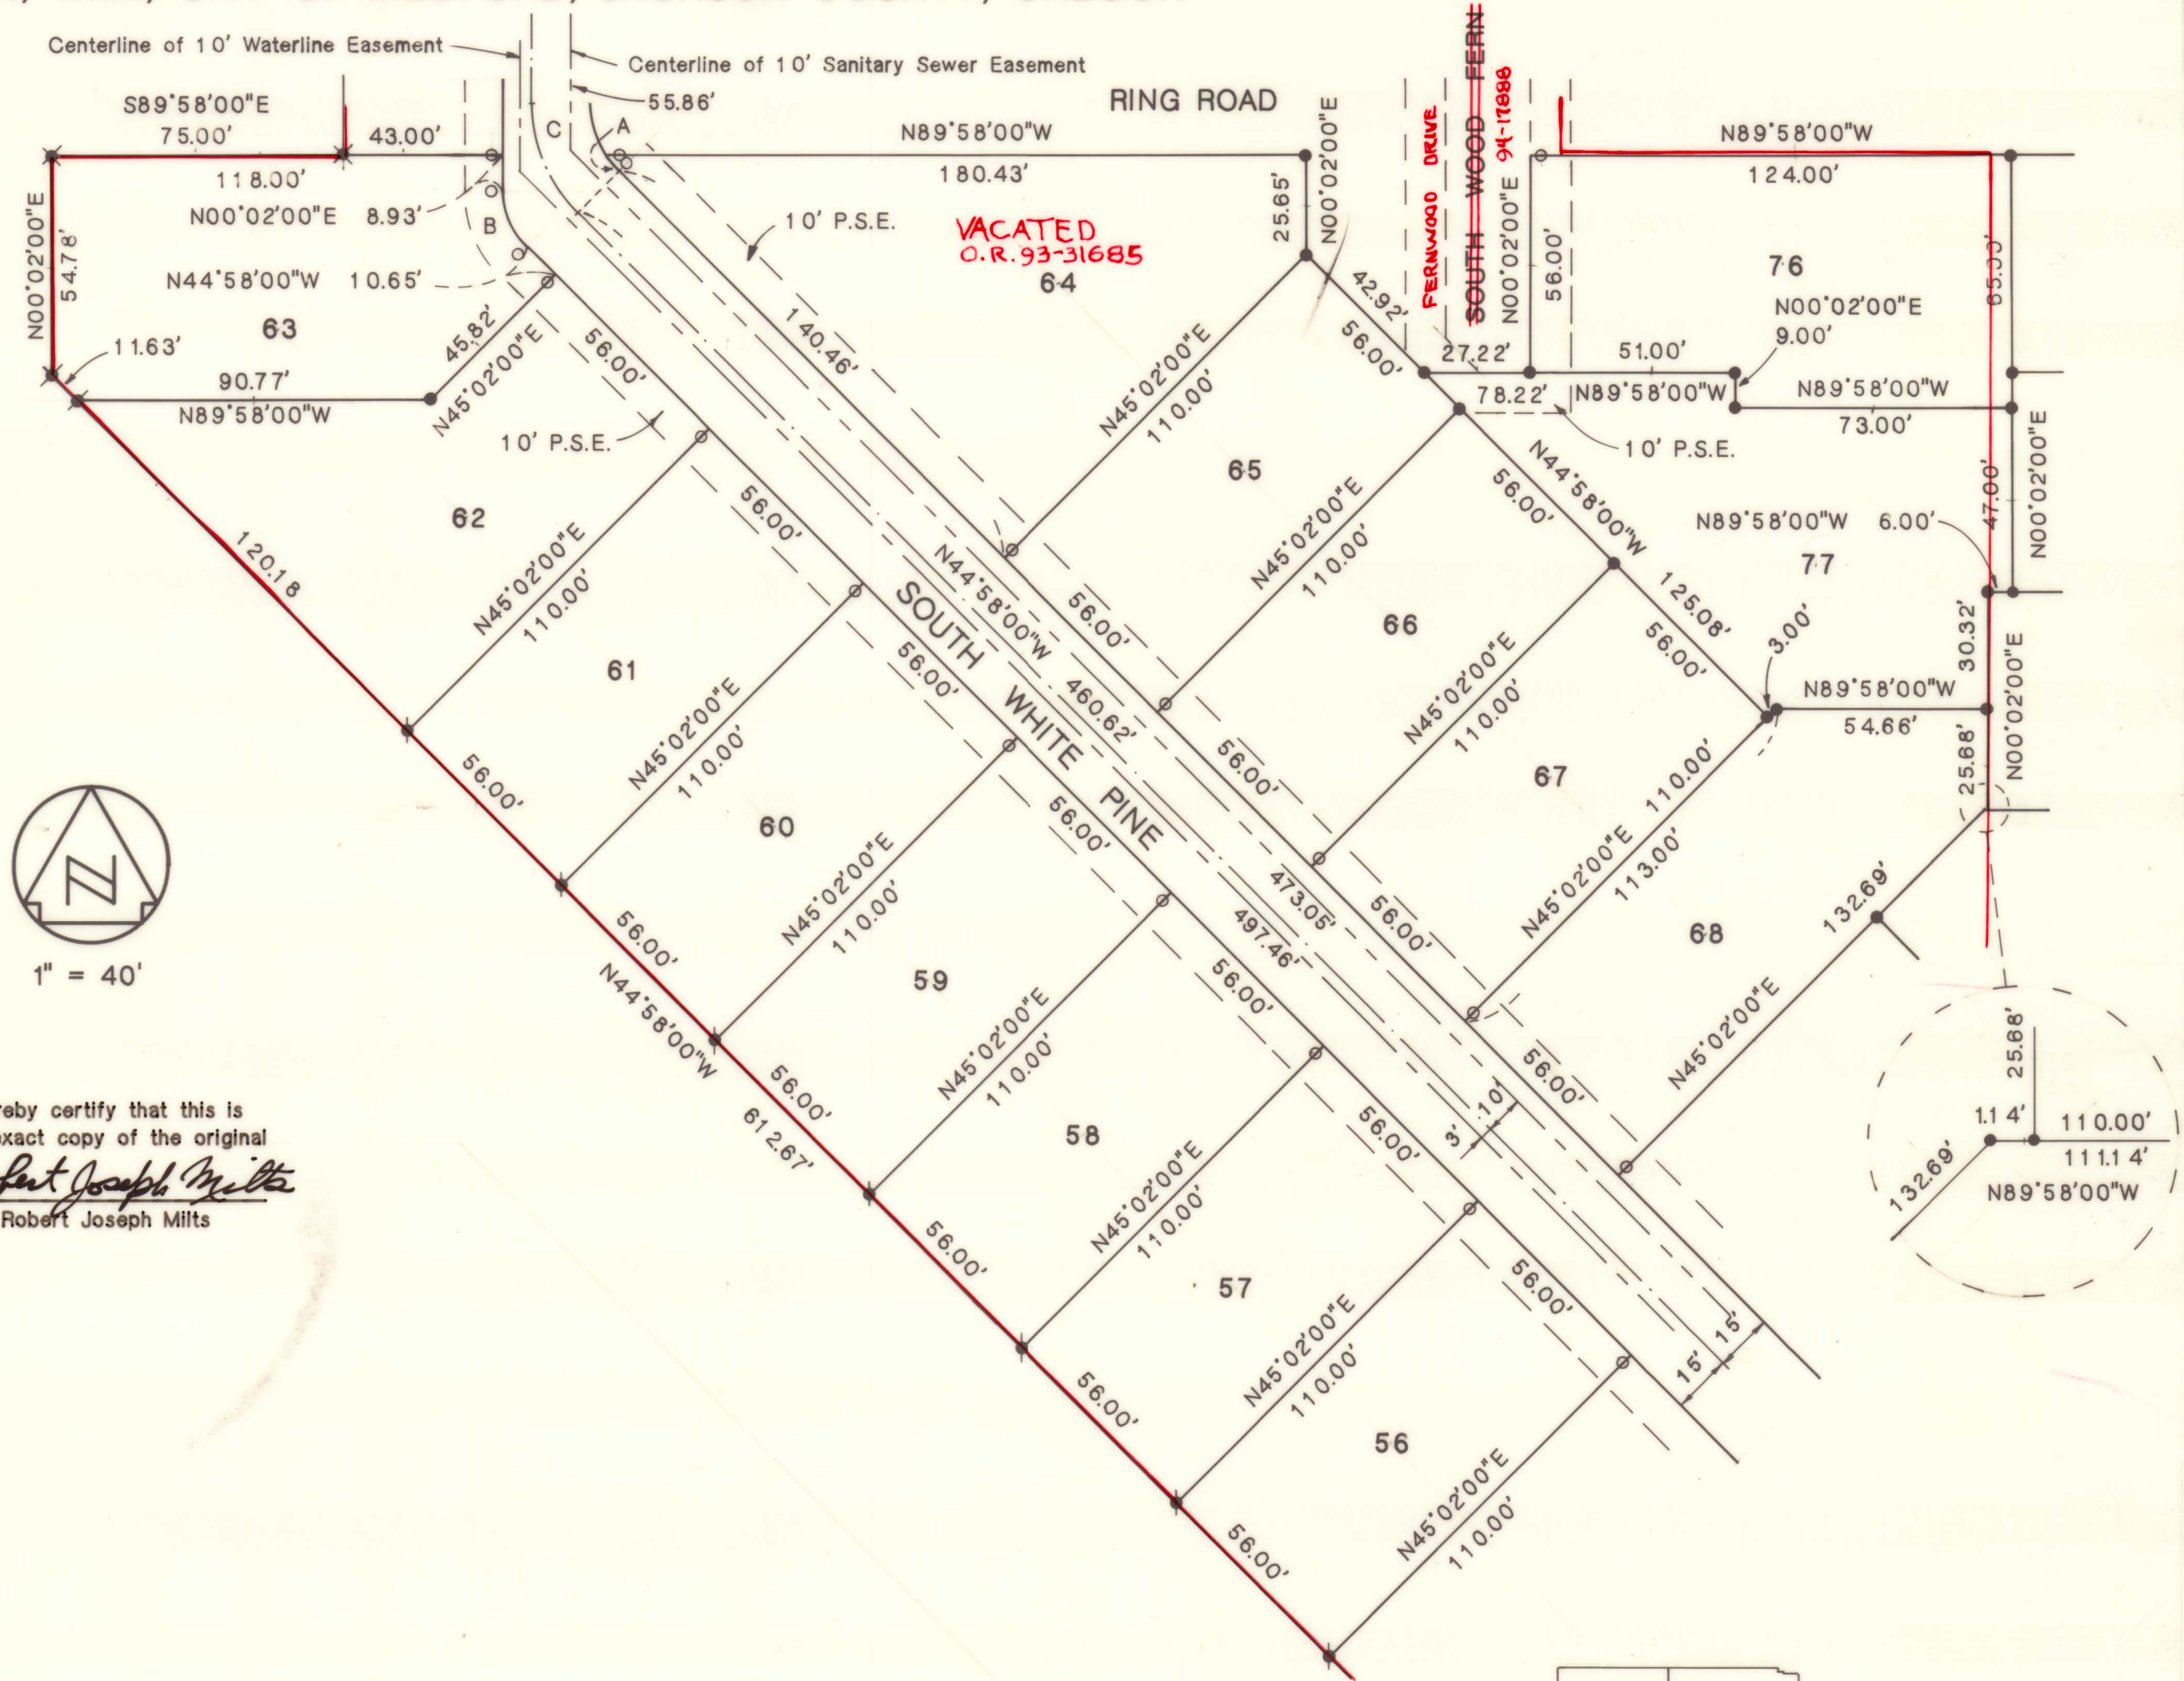 Centerline of 10' Waterline Easement
Centerline of 10' Sanitary Sewer Easement
55.86'
RING ROAD
S89°58'00"E
75.00'
43.00'
118.00'
N00°02'00"E 8.93'
N00°02'00"E
54.78'
N44°58'00"W 10.65'
63
11.63'
90.77'
N89°58'00"W
45.82'
N45°02'00"E
A
B
C
N89°58'00"W
180.43'
10' P.S.E.
VACATED
O.R. 93-31685
64
25.65'
N00°02'00"E
42.92'
56.00'
FERNWOOD DRIVE
SOUTH WOOD FERN
94-17888
N00°02'00"E
56.00'
N89°58'00"W
124.00'
76
65.00'
N00°02'00"E
9.00'
27.22'
51.00'
78.22'
N89°58'00"W
N89°58'00"W
73.00'
10' P.S.E.
47.00'
N00°02'00"E
N89°58'00"W 6.00'
77
30.32'
N00°02'00"E
3.00'
N89°58'00"W
54.66'
25.68'
140.46'
N45°02'00"E
110.00'
65
N44°58'00"W
125.08'
56.00'
56.00'
N45°02'00"E
110.00'
66
56.00'
N45°02'00"E
110.00'
67
56.00'
110.00'
N45°02'00"E
113.00'
68
56.00'
132.69'
N45°02'00"E
56.00'
56.00'
10' P.S.E.
62
120.18
N45°02'00"E
110.00'
56.00'
61
56.00'
N45°02'00"E
110.00'
56.00'
60
56.00'
N45°02'00"E
110.00'
56.00'
59
56.00'
N45°02'00"E
110.00'
56.00'
58
56.00'
N45°02'00"E
110.00'
56.00'
57
56.00'
N45°02'00"E
110.00'
56.00'
56
56.00'
N45°02'00"E
110.00'
SOUTH WHITE PINE
N44°58'00"W
460.62'
473.05'
497.46'
10'
3'
15'
15'
N44°58'00"W
612.67'
N
1" = 40'
reby certify that this is
exact copy of the original
Robert Joseph Milts
25.68'
1.14'
110.00'
111.14'
132.69'
N89°58'00"W